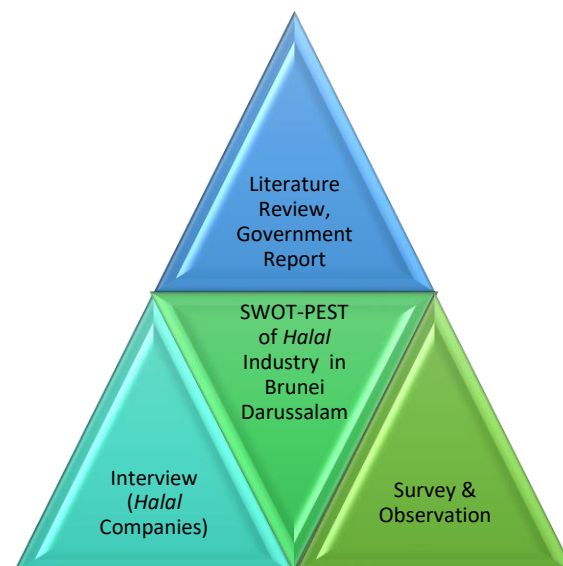 Literature
Review,
Government
Report
SWOT-PEST
of Halal
Industry in
Brunei
Darussalam
Interview
(Halal
Companies)
Survey &
Observation